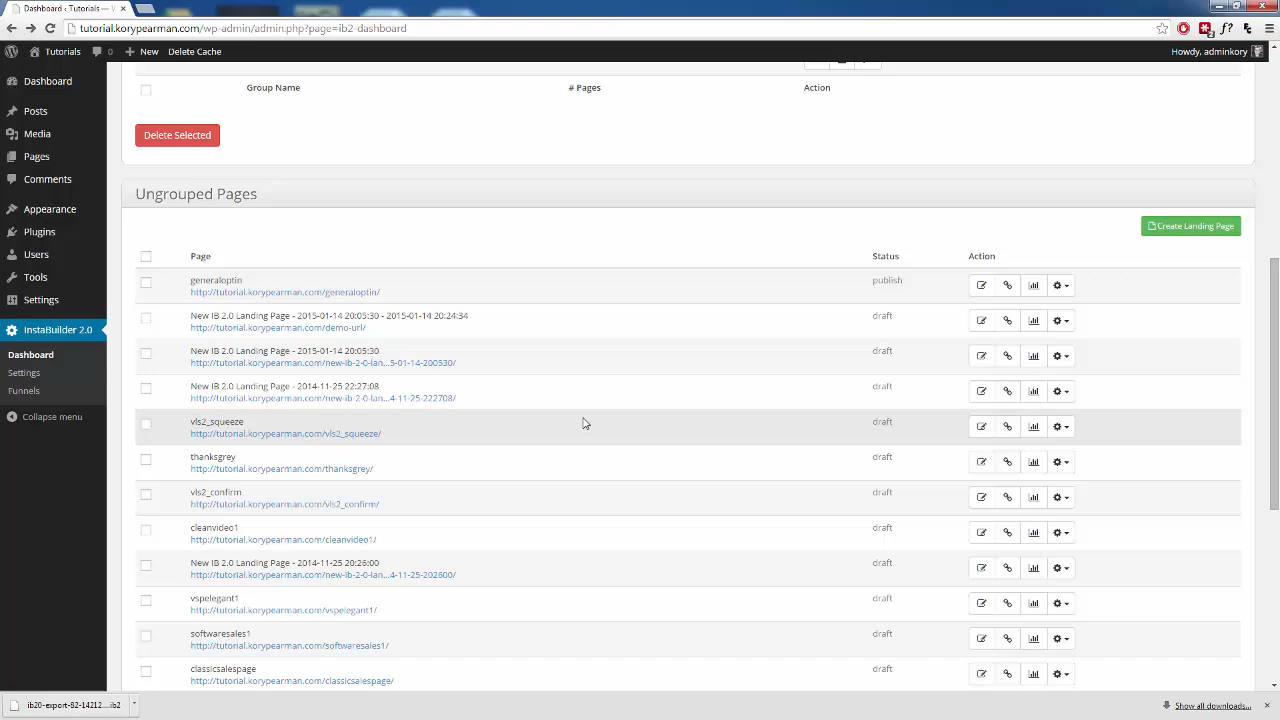 Dashboard ‹ Tutorials — W
tutorial.korypearman.com/wp-admin/admin.php?page=ib2-dashboard
Tutorials 0 New Delete Cache Howdy, adminkory
Dashboard
Posts
Media
Pages
Comments
Appearance
Plugins
Users
Tools
Settings
InstaBuilder 2.0
Dashboard
Settings
Funnels
Collapse menu
Group Name # Pages Action
Delete Selected
Ungrouped Pages
Create Landing Page
Page Status Action
generaloptin publish
http://tutorial.korypearman.com/generaloptin/
New IB 2.0 Landing Page - 2015-01-14 20:05:30 - 2015-01-14 20:24:34 draft
http://tutorial.korypearman.com/demo-url/
New IB 2.0 Landing Page - 2015-01-14 20:05:30 draft
http://tutorial.korypearman.com/new-ib-2-0-lan...5-01-14-200530/
New IB 2.0 Landing Page - 2014-11-25 22:27:08 draft
http://tutorial.korypearman.com/new-ib-2-0-lan...4-11-25-222708/
vls2_squeeze draft
http://tutorial.korypearman.com/vls2_squeeze/
thanksgrey draft
http://tutorial.korypearman.com/thanksgrey/
vls2_confirm draft
http://tutorial.korypearman.com/vls2_confirm/
cleanvideo1 draft
http://tutorial.korypearman.com/cleanvideo1/
New IB 2.0 Landing Page - 2014-11-25 20:26:00 draft
http://tutorial.korypearman.com/new-ib-2-0-lan...4-11-25-202600/
vspelegant1 draft
http://tutorial.korypearman.com/vspelegant1/
softwaresales1 draft
http://tutorial.korypearman.com/softwaresales1/
classicsalespage draft
http://tutorial.korypearman.com/classicsalespage/
ib20-export-82-14212....ib2 Show all downloads...